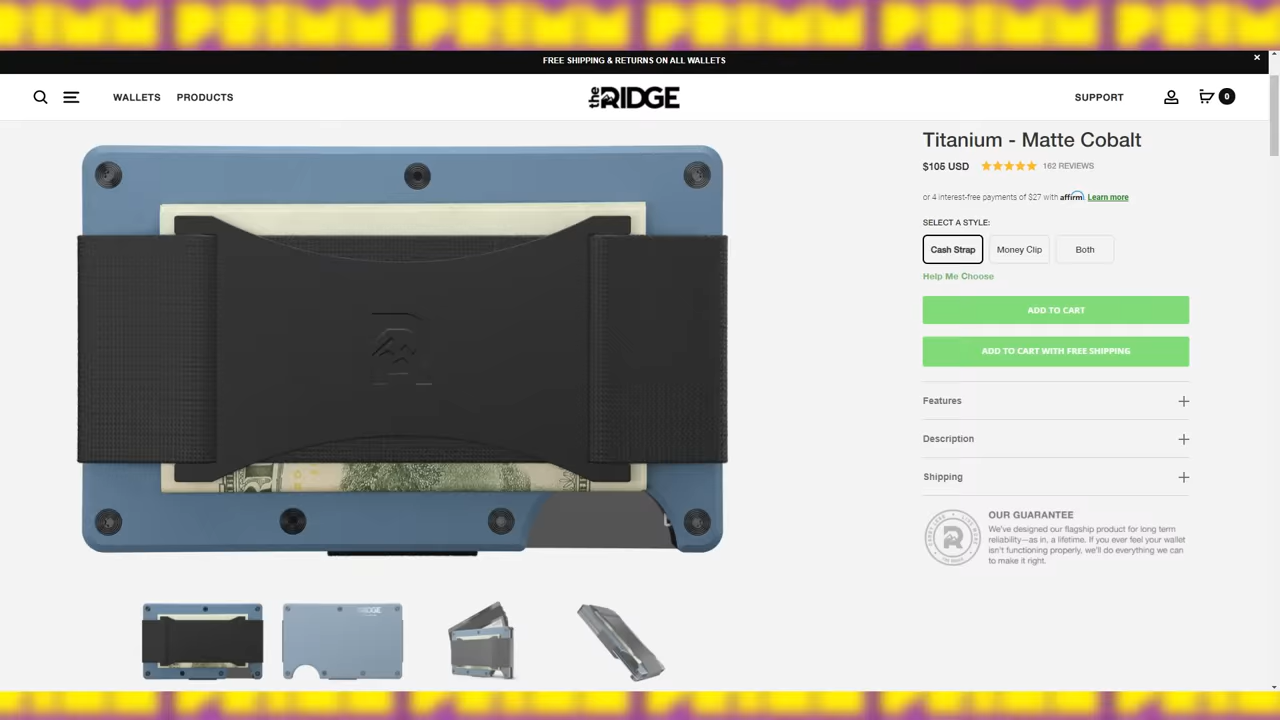 FREE SHIPPING & RETURNS ON ALL WALLETS
WALLETS PRODUCTS
the RIDGE
SUPPORT
0
Titanium - Matte Cobalt
$105 USD
162 REVIEWS
or 4 interest-free payments of $27 with affirm. Learn more
SELECT A STYLE:
Cash Strap
Money Clip
Both
Help Me Choose
ADD TO CART
ADD TO CART WITH FREE SHIPPING
Features
Description
Shipping
OUR GUARANTEE
We've designed our flagship product for long term
reliability—as in, a lifetime. If you ever feel your wallet
isn't functioning properly, we'll do everything we can
to make it right.
RIDGE